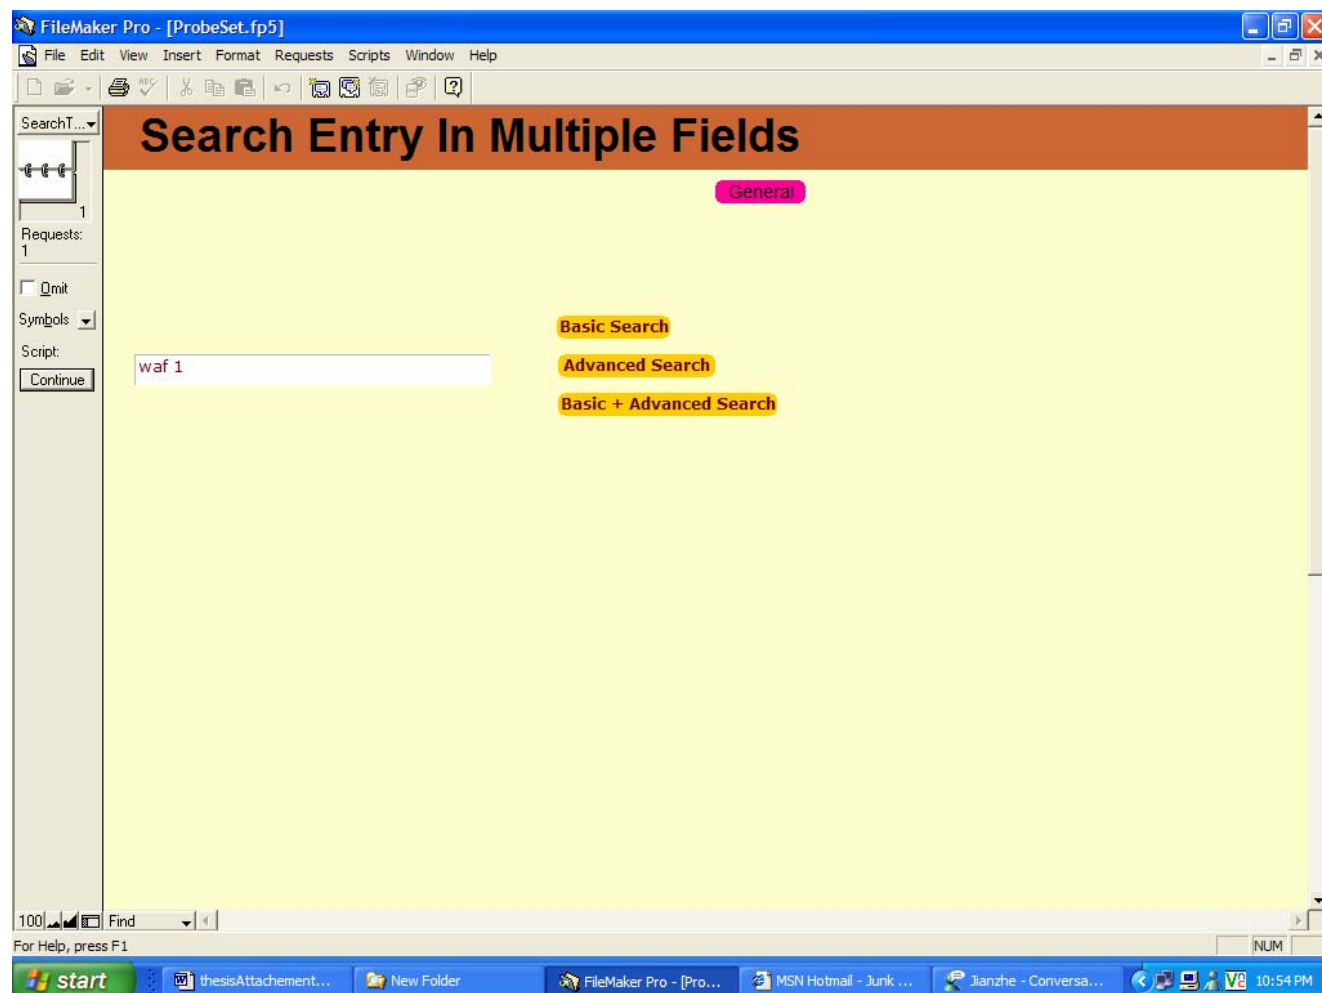 FileMaker Pro - [ProbeSet.fp5]
File Edit View Insert Format Requests Scripts Window Help
SearchT...
Search Entry In Multiple Fields
General
1
Requests:
1
Omit
Symbols
Script:
Continue
waf 1
Basic Search
Advanced Search
Basic + Advanced Search
100 Find
For Help, press F1
NUM
start thesisAttachement... New Folder FileMaker Pro - [Pro... MSN Hotmail - Junk ... Jianzhe - Conversa... 10:54 PM